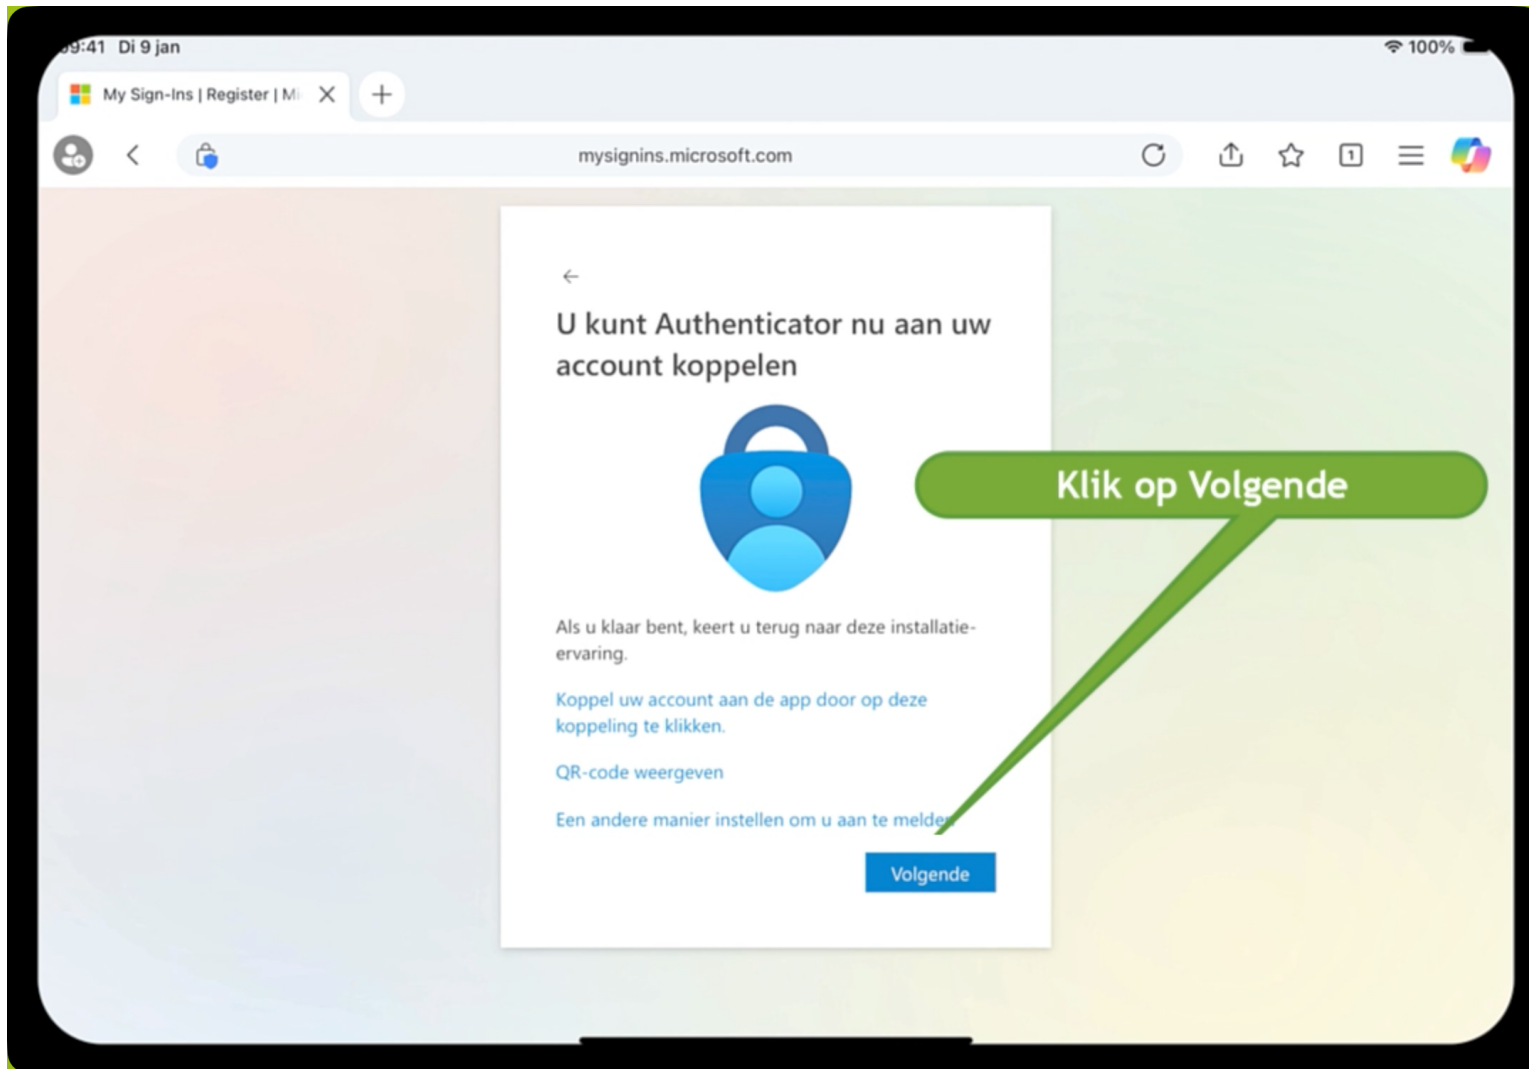 09:41 Di 9 jan 100%
My Sign-Ins | Register | Mi
mysignins.microsoft.com
1
U kunt Authenticator nu aan uw
account koppelen
Klik op Volgende
Als u klaar bent, keert u terug naar deze installatie-
ervaring.
Koppel uw account aan de app door op deze
koppeling te klikken.
QR-code weergeven
Een andere manier instellen om u aan te melden
Volgende